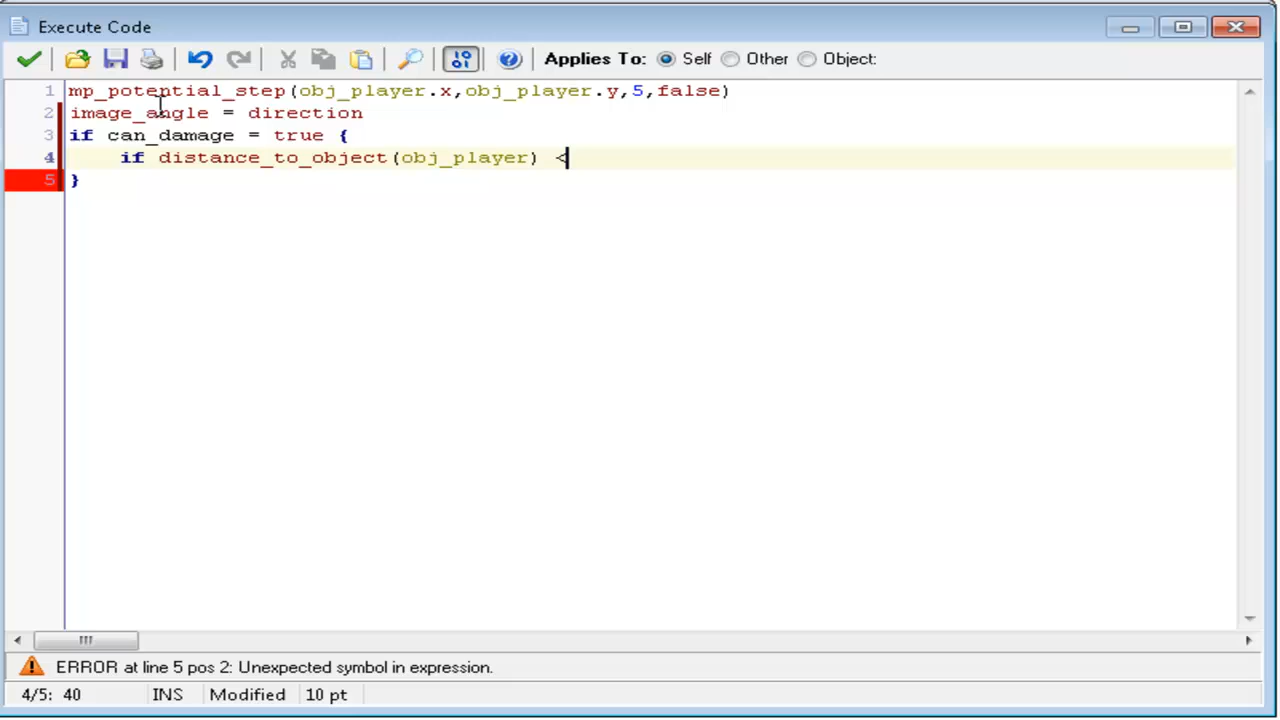 Execute Code
Applies To: Self Other Object:
1 mp_potential_step(obj_player.x,obj_player.y,5,false)
2 image_angle = direction
3 if can_damage = true {
4 if distance_to_object(obj_player) <
5 }
ERROR at line 5 pos 2: Unexpected symbol in expression.
4/5: 40 INS Modified 10 pt